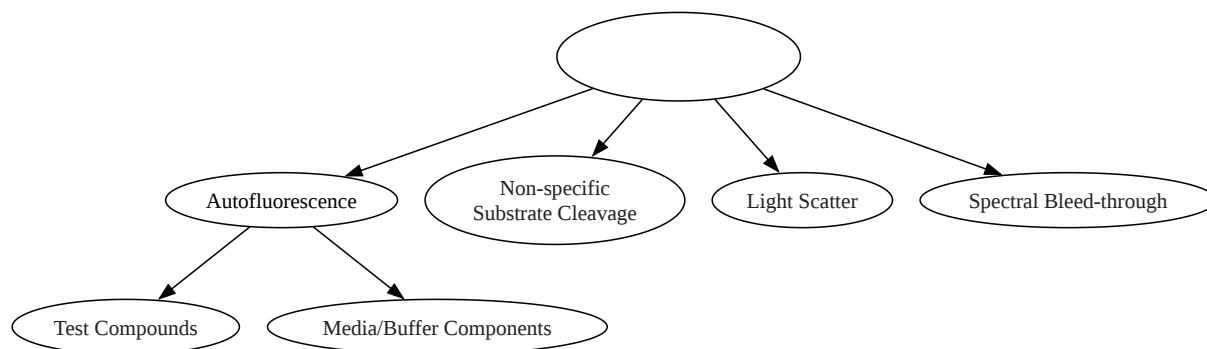 Autofluorescence
Non-specific
Substrate Cleavage
Light Scatter
Spectral Bleed-through
Test Compounds
Media/Buffer Components